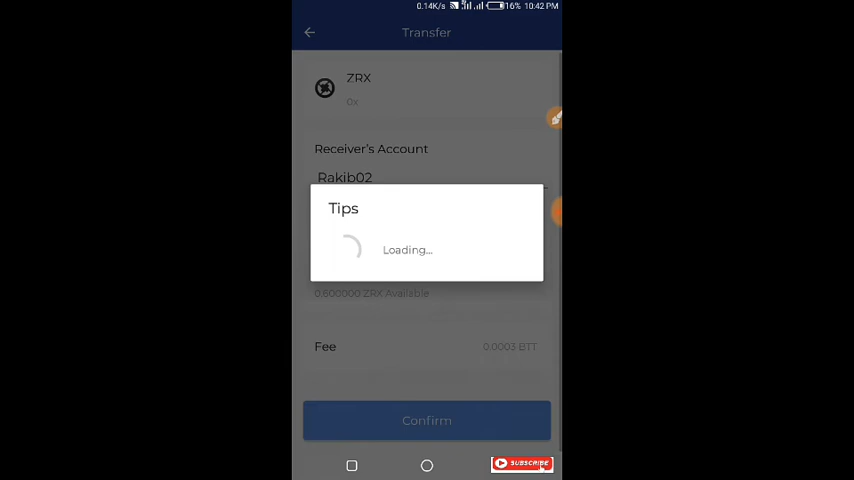 0.14K/s 16% 10:42 PM
Transfer
ZRX
0x
Receiver's Account
Rakib02
Tips
Loading...
0.600000 ZRX Available
Fee 0.0003 BTT
Confirm
SUBSCRIBE